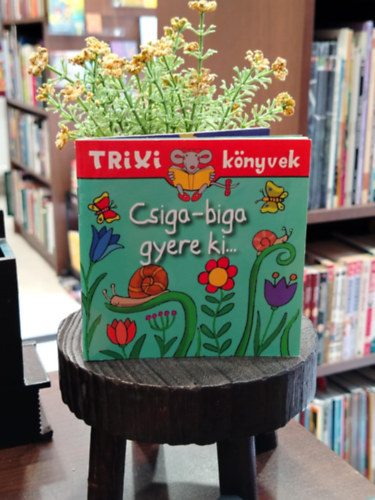 TRiXi könyvek
Csiga-biga
gyere ki...